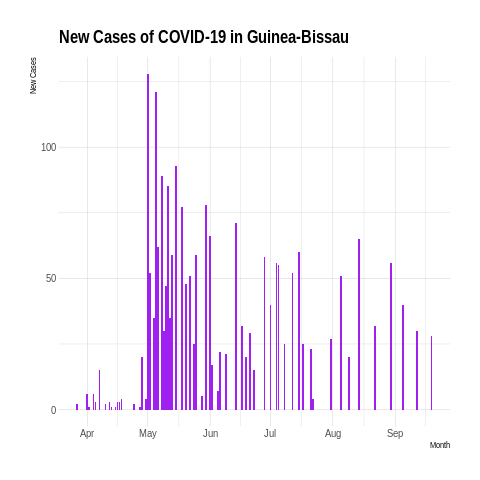 New Cases of COVID-19 in Guinea-Bissau
New Cases
100
50
0
Apr May Jun Jul Aug Sep
Month